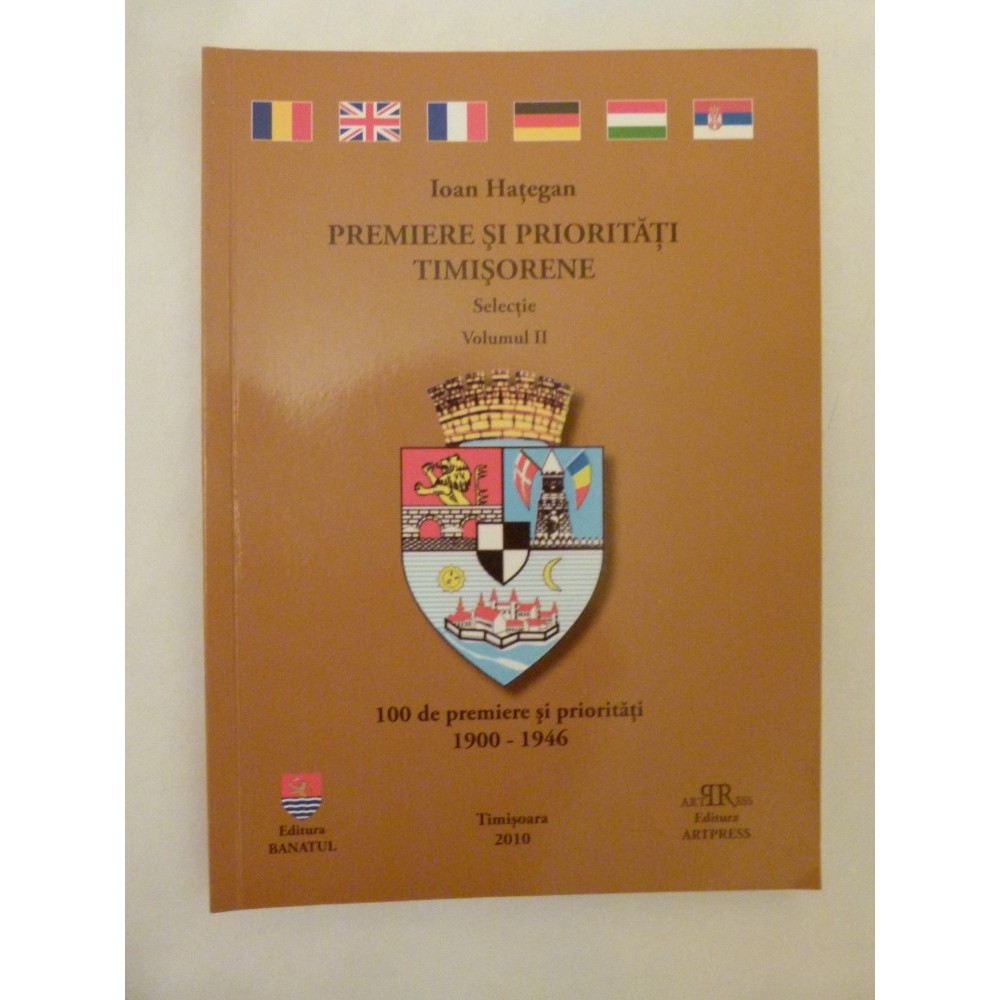 Ioan Haţegan
PREMIERE ŞI PRIORITĂŢI
TIMIŞORENE
Selecţie
Volumul II
100 de premiere şi priorităţi
1900 - 1946
Editura
BANATUL
Timişoara
2010
ARTPRESS
Editura
ARTPRESS